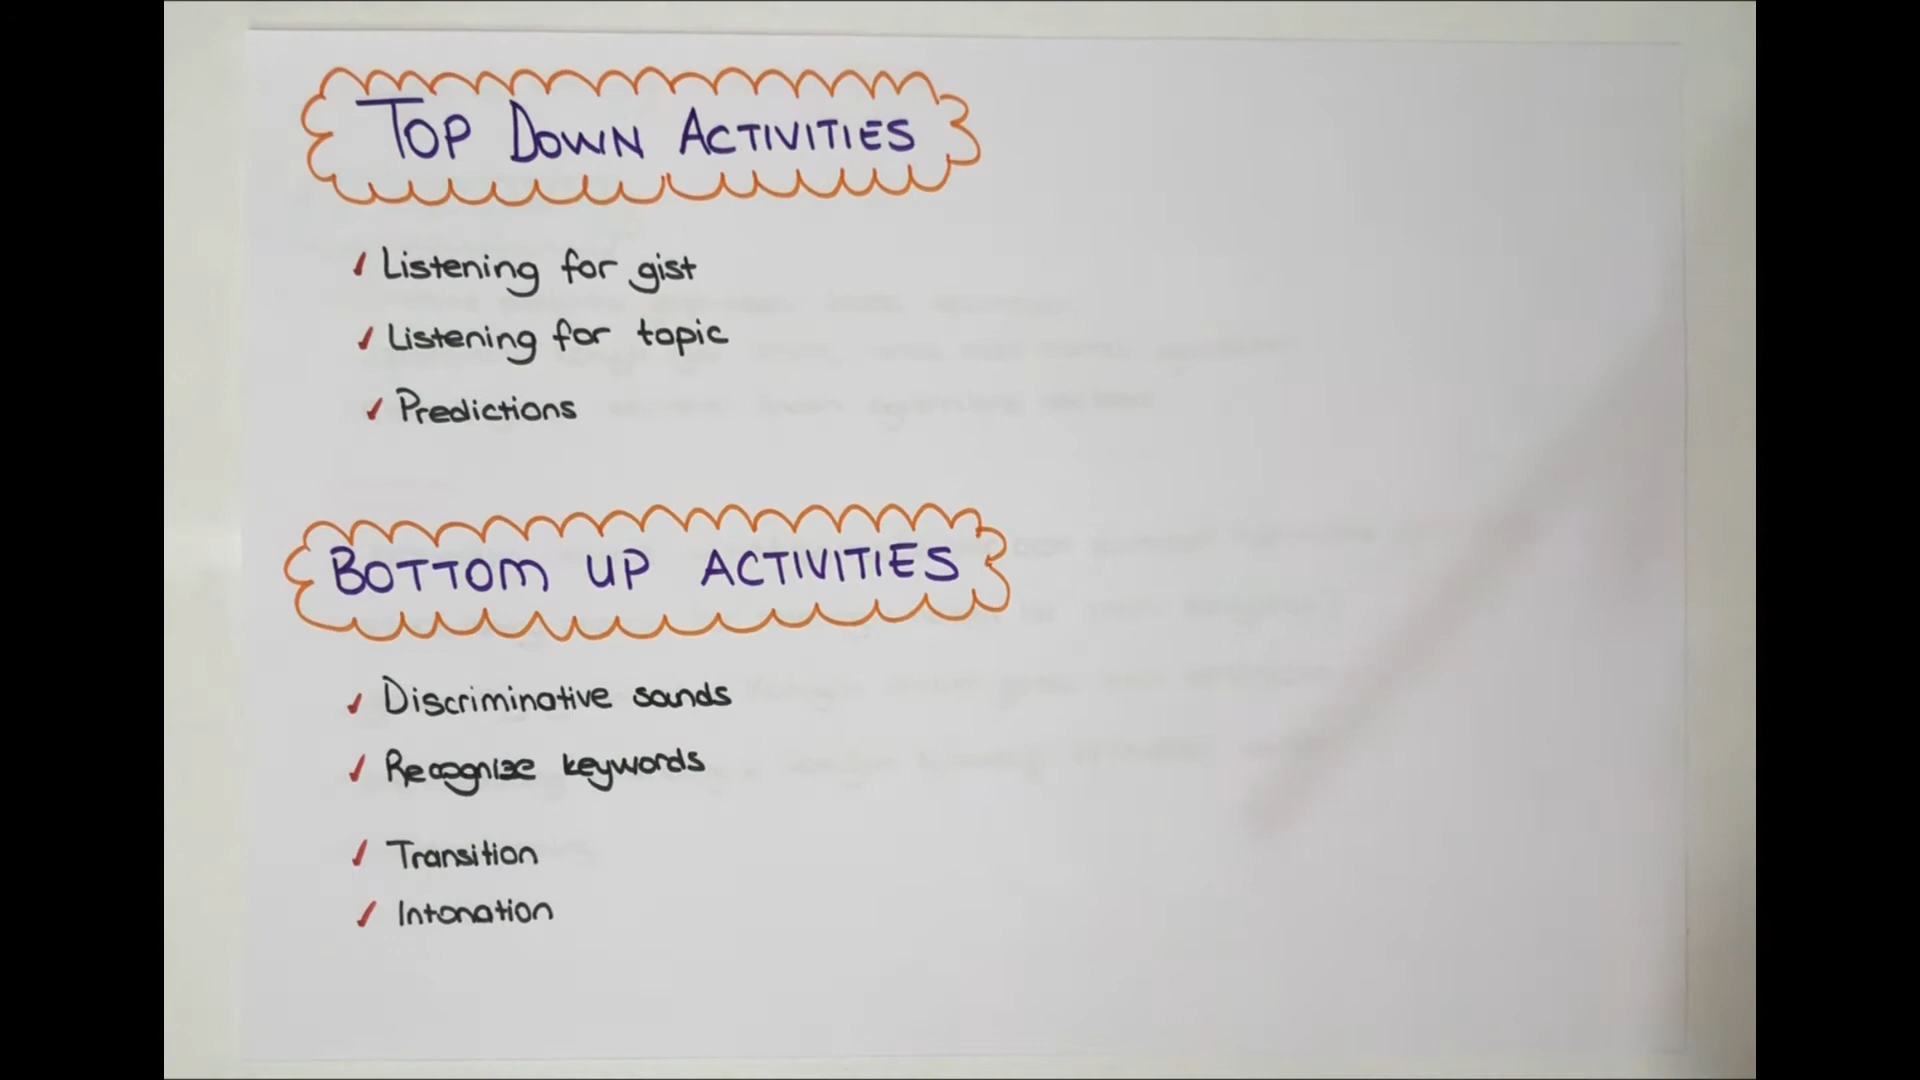 TOP DOWN ACTIVITIES
Listening for gist
Listening for topic
Predictions
BOTTOM UP ACTIVITIES
Discriminative sounds
Recognize keywords
Transition
Intonation